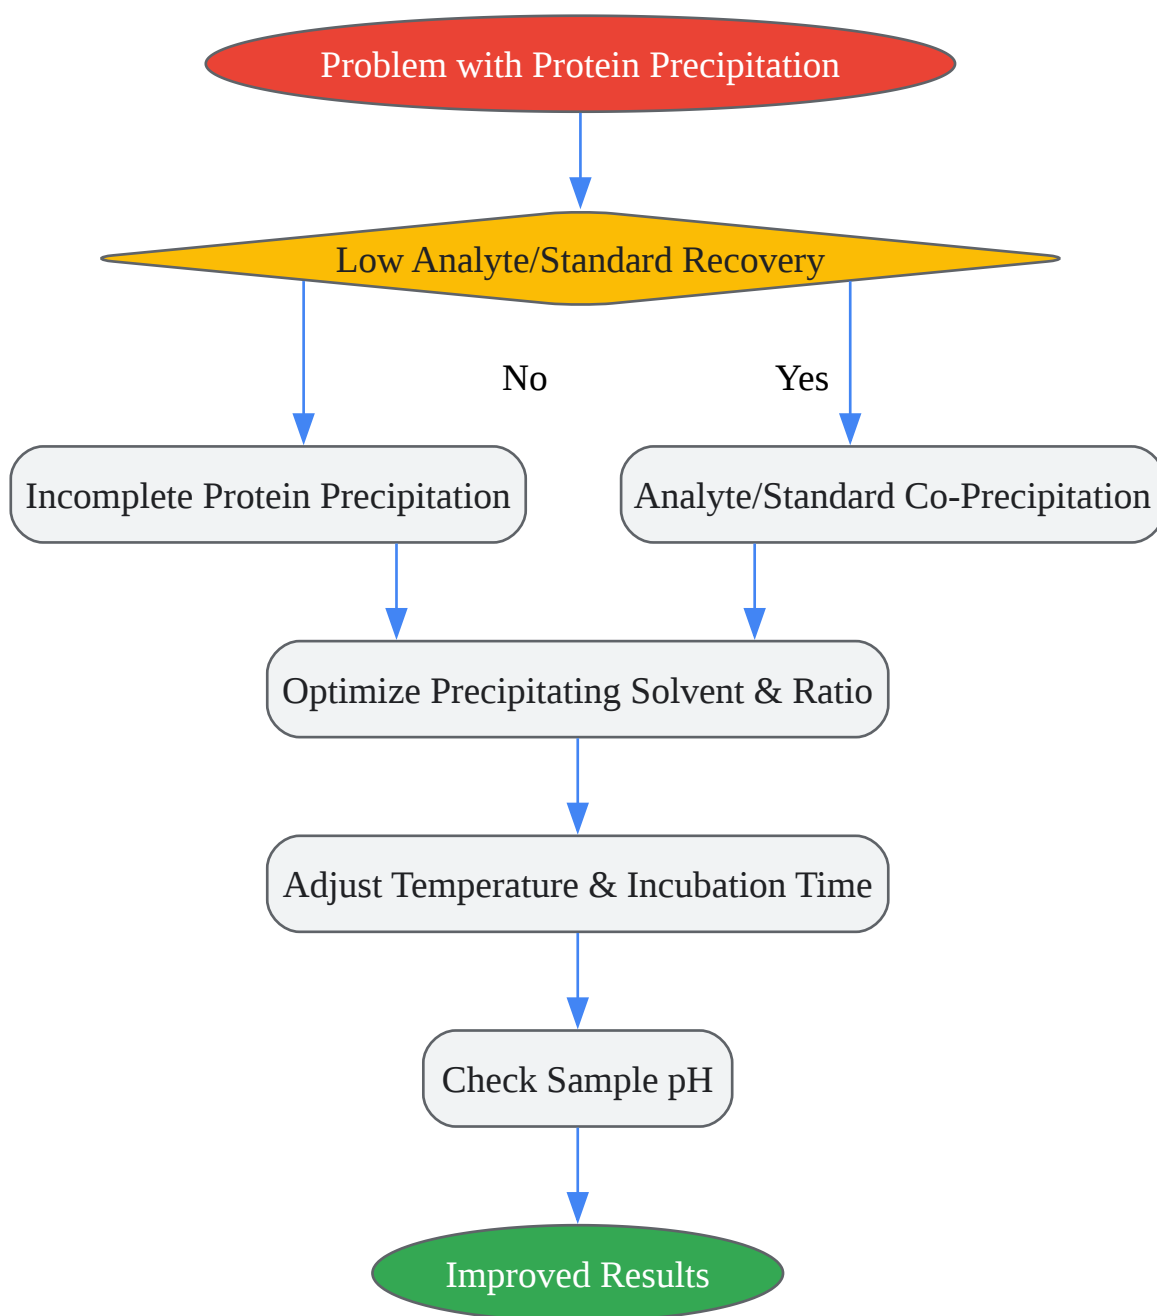 Problem with Protein Precipitation
Low Analyte/Standard Recovery
No
Yes
Incomplete Protein Precipitation
Analyte/Standard Co-Precipitation
Optimize Precipitating Solvent & Ratio
Adjust Temperature & Incubation Time
Check Sample pH
Improved Results